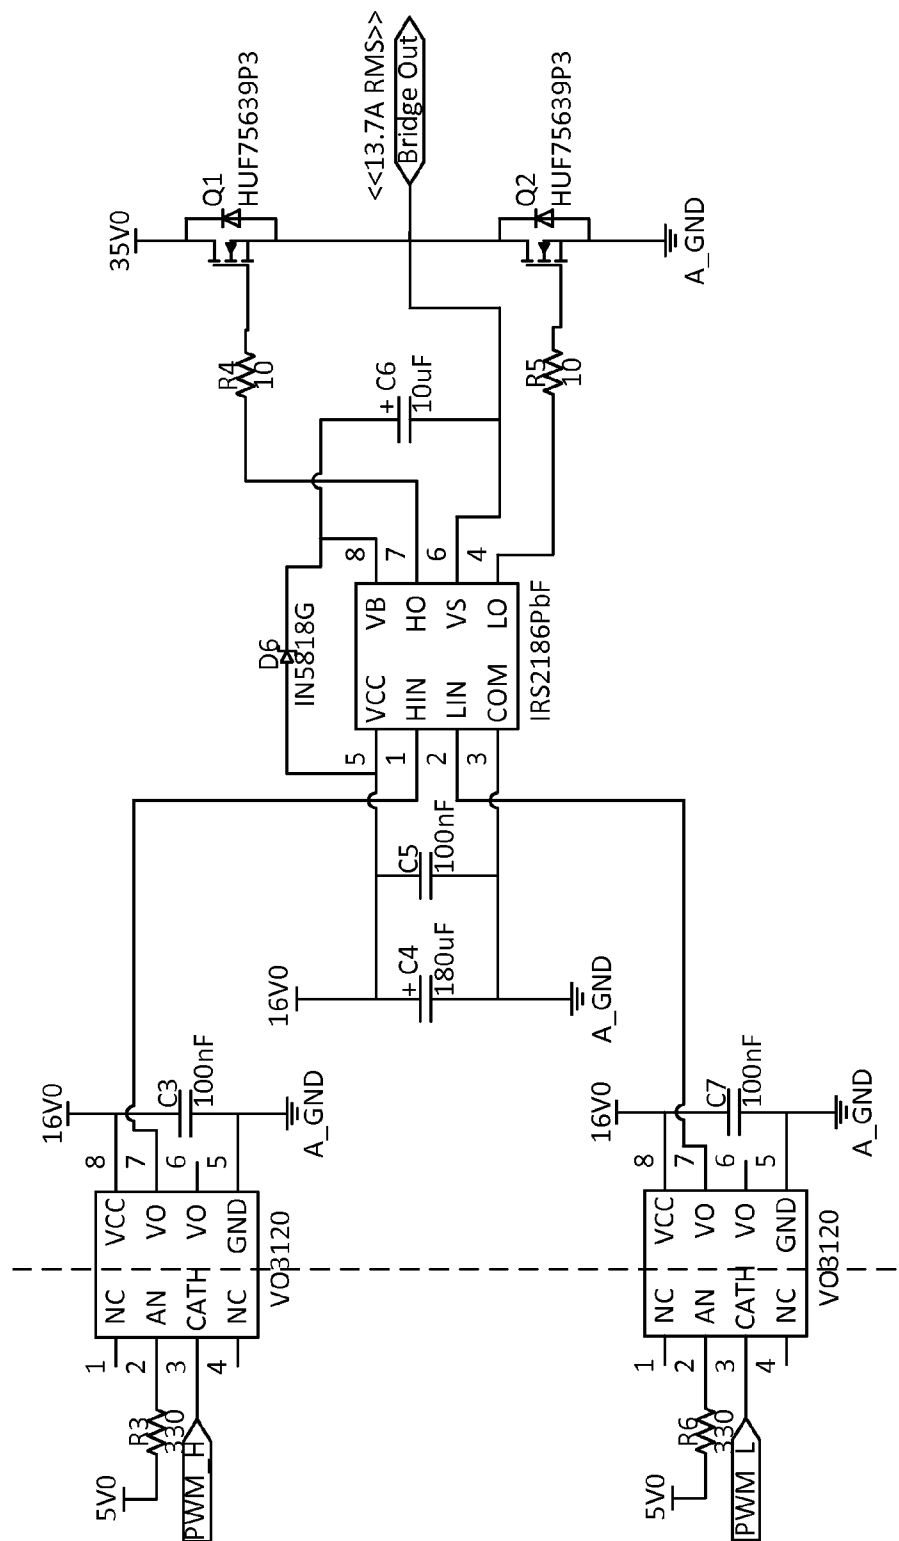 5V0
R3
330
PWM_H
1
2
3
4
NC
AN
CATH
NC
VCC
VO
VO
GND
8
7
6
5
VO3120
16V0
C3
100nF
A_GND
16V0
+
C4
180uF
C5
100nF
A_GND
5
1
2
3
VCC
HIN
LIN
COM
VB
HO
VS
LO
8
7
6
4
IRS2186PbF
D6
IN5818G
+
C6
10uF
R4
10
R5
10
35V0
Q1
HUF75639P3
<<13.7A RMS>>
Bridge Out
Q2
HUF75639P3
A_GND
5V0
R6
330
PWM_L
1
2
3
4
NC
AN
CATH
NC
VCC
VO
VO
GND
8
7
6
5
VO3120
16V0
C7
100nF
A_GND